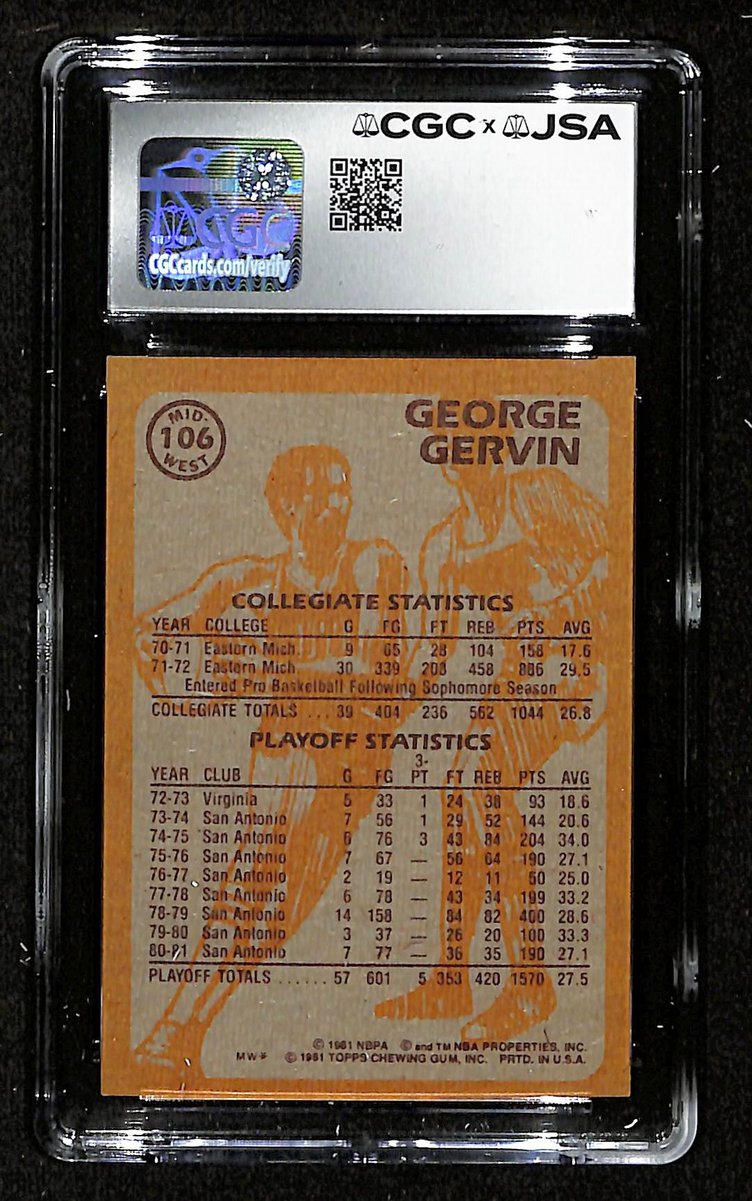 CGC x JSA
CGC
CGCcards.com/verify
MID-
106
WEST
GEORGE
GERVIN
COLLEGIATE STATISTICS
YEAR COLLEGE G FG FT REB PTS AVG
70-71 Eastern Mich. 9 65 28 104 158 17.6
71-72 Eastern Mich. 30 339 208 458 886 29.5
Entered Pro Basketball Following Sophomore Season
COLLEGIATE TOTALS ... 39 404 236 562 1044 26.8
PLAYOFF STATISTICS
3-
YEAR CLUB G FG PT FT REB PTS AVG
72-73 Virginia 5 33 1 24 38 93 18.6
73-74 San Antonio 7 56 1 29 52 144 20.6
74-75 San Antonio 6 76 3 43 84 204 34.0
75-76 San Antonio 7 67 — 56 64 190 27.1
76-77 San Antonio 2 19 — 12 11 50 25.0
77-78 San Antonio 6 78 — 43 34 199 33.2
78-79 San Antonio 14 158 — 84 82 400 28.6
79-80 San Antonio 3 37 — 26 20 100 33.3
80-81 San Antonio 7 77 — 36 35 190 27.1
PLAYOFF TOTALS ...... 57 601 5 353 420 1570 27.5
© 1981 NBPA © and TM NBA PROPERTIES, INC.
MW* © 1981 TOPPS CHEWING GUM, INC. PRTD. IN U.S.A.